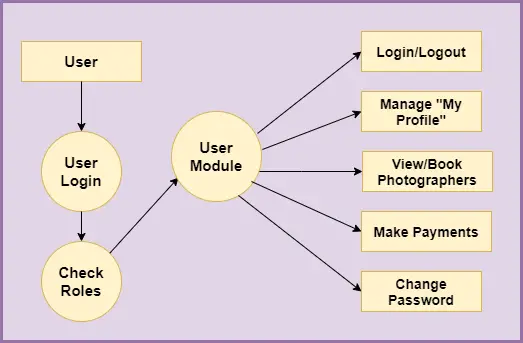 User
User
Login
Check
Roles
User
Module
Login/Logout
Manage "My
Profile"
View/Book
Photographers
Make Payments
Change
Password